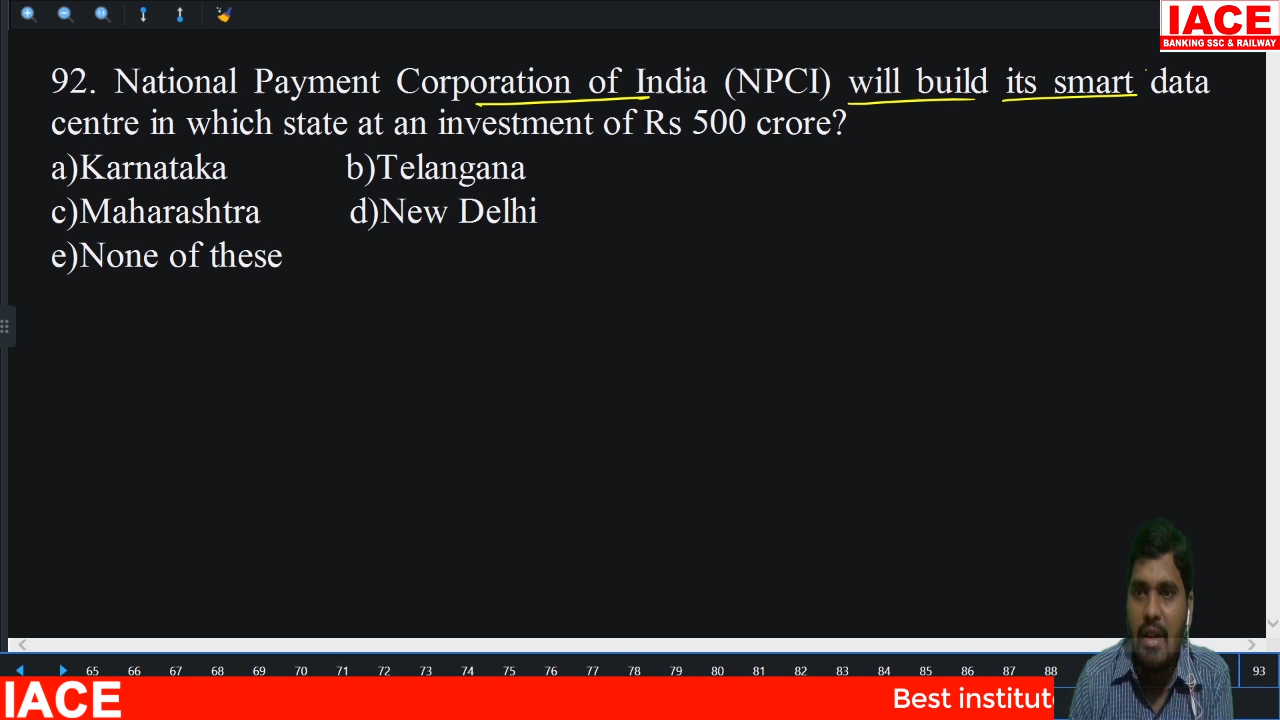 IACE
BANKING SSC & RAILWAY
92. National Payment Corporation of India (NPCI) will build its smart data
centre in which state at an investment of Rs 500 crore?
a)Karnataka b)Telangana
c)Maharashtra d)New Delhi
e)None of these
65 66 67 68 69 70 71 72 73 74 75 76 77 78 79 80 81 82 83 84 85 86 87 88 93
IACE
Best institut